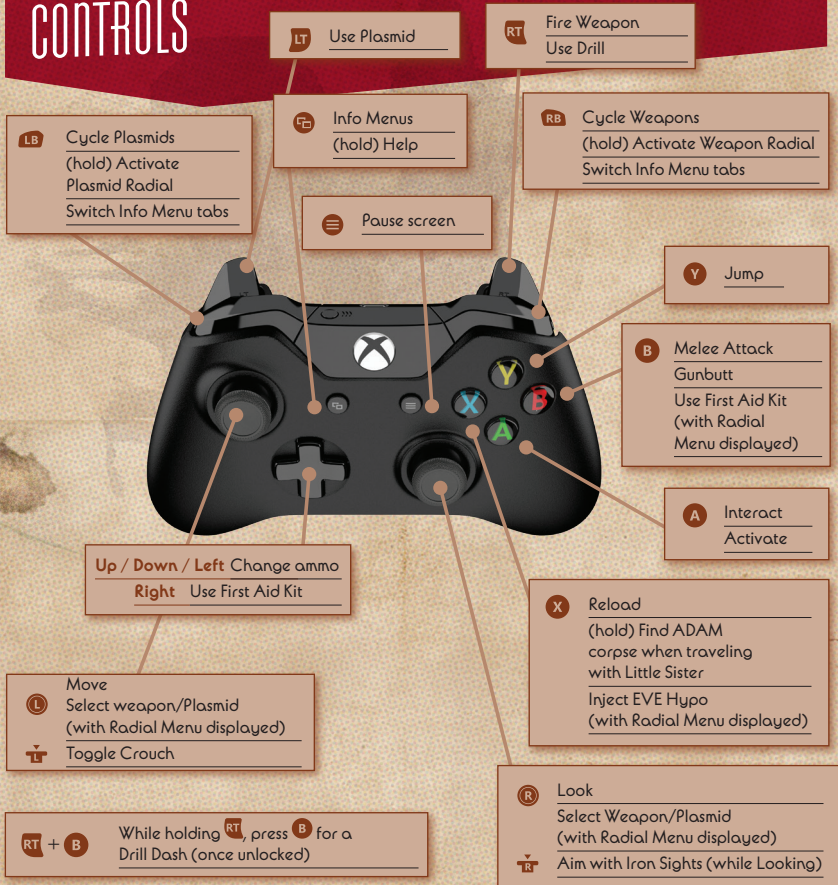 CONTROLS
LT Use Plasmid
RT Fire Weapon
Use Drill
LB Cycle Plasmids
(hold) Activate
Plasmid Radial
Switch Info Menu tabs
Info Menus
(hold) Help
RB Cycle Weapons
(hold) Activate Weapon Radial
Switch Info Menu tabs
Pause screen
Y Jump
B Melee Attack
Gunbutt
Use First Aid Kit
(with Radial
Menu displayed)
LT
RT
Y
X
B
A
A Interact
Activate
Up / Down / Left Change ammo
Right Use First Aid Kit
X Reload
(hold) Find ADAM
corpse when traveling
with Little Sister
Inject EVE Hypo
(with Radial Menu displayed)
Move
L Select weapon/Plasmid
(with Radial Menu displayed)
L Toggle Crouch
R Look
Select Weapon/Plasmid
(with Radial Menu displayed)
R Aim with Iron Sights (while Looking)
RT + B While holding RT, press B for a
Drill Dash (once unlocked)